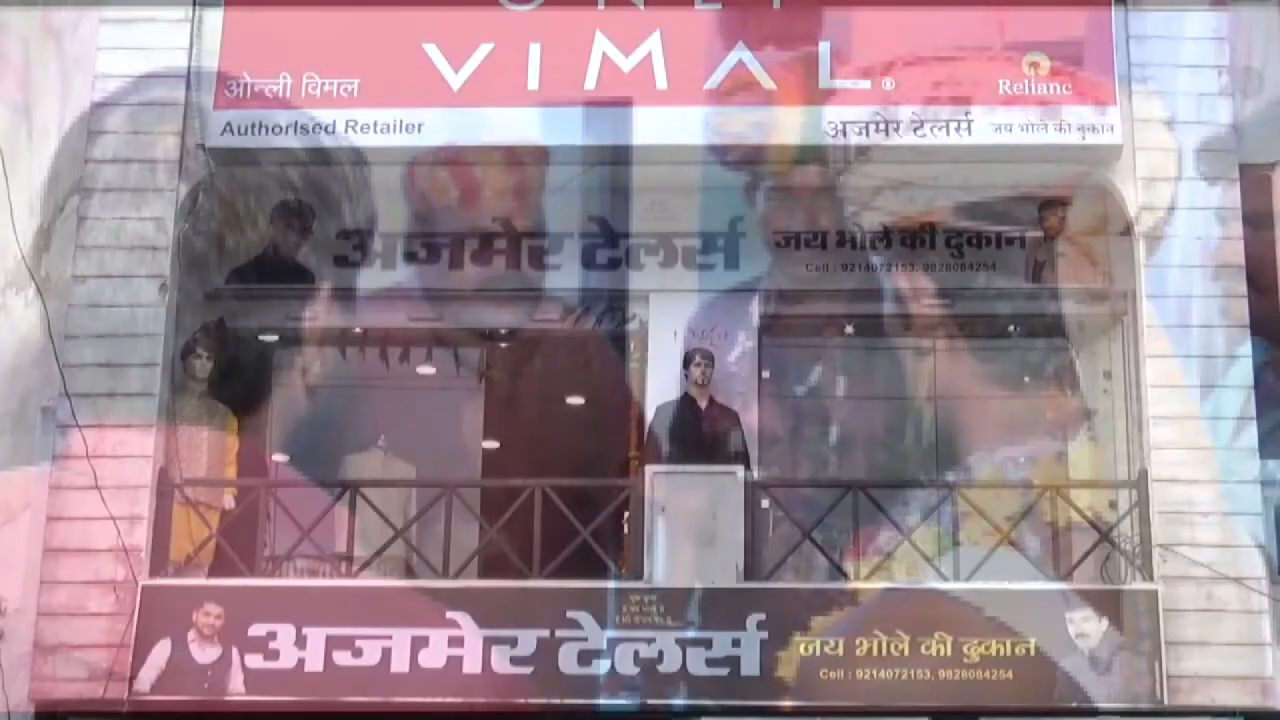 ONLY
VIMAL®
ओन्ली विमल
Relianc
Authorised Retailer
अजमेर टेलर्स जय भोले की दुकान
अजमेर टेलर्स जय भोले की दुकान
Cell : 9214072153, 9828084254
अजमेर टेलर्स जय भोले की दुकान
Cell : 9214072153, 9828084254